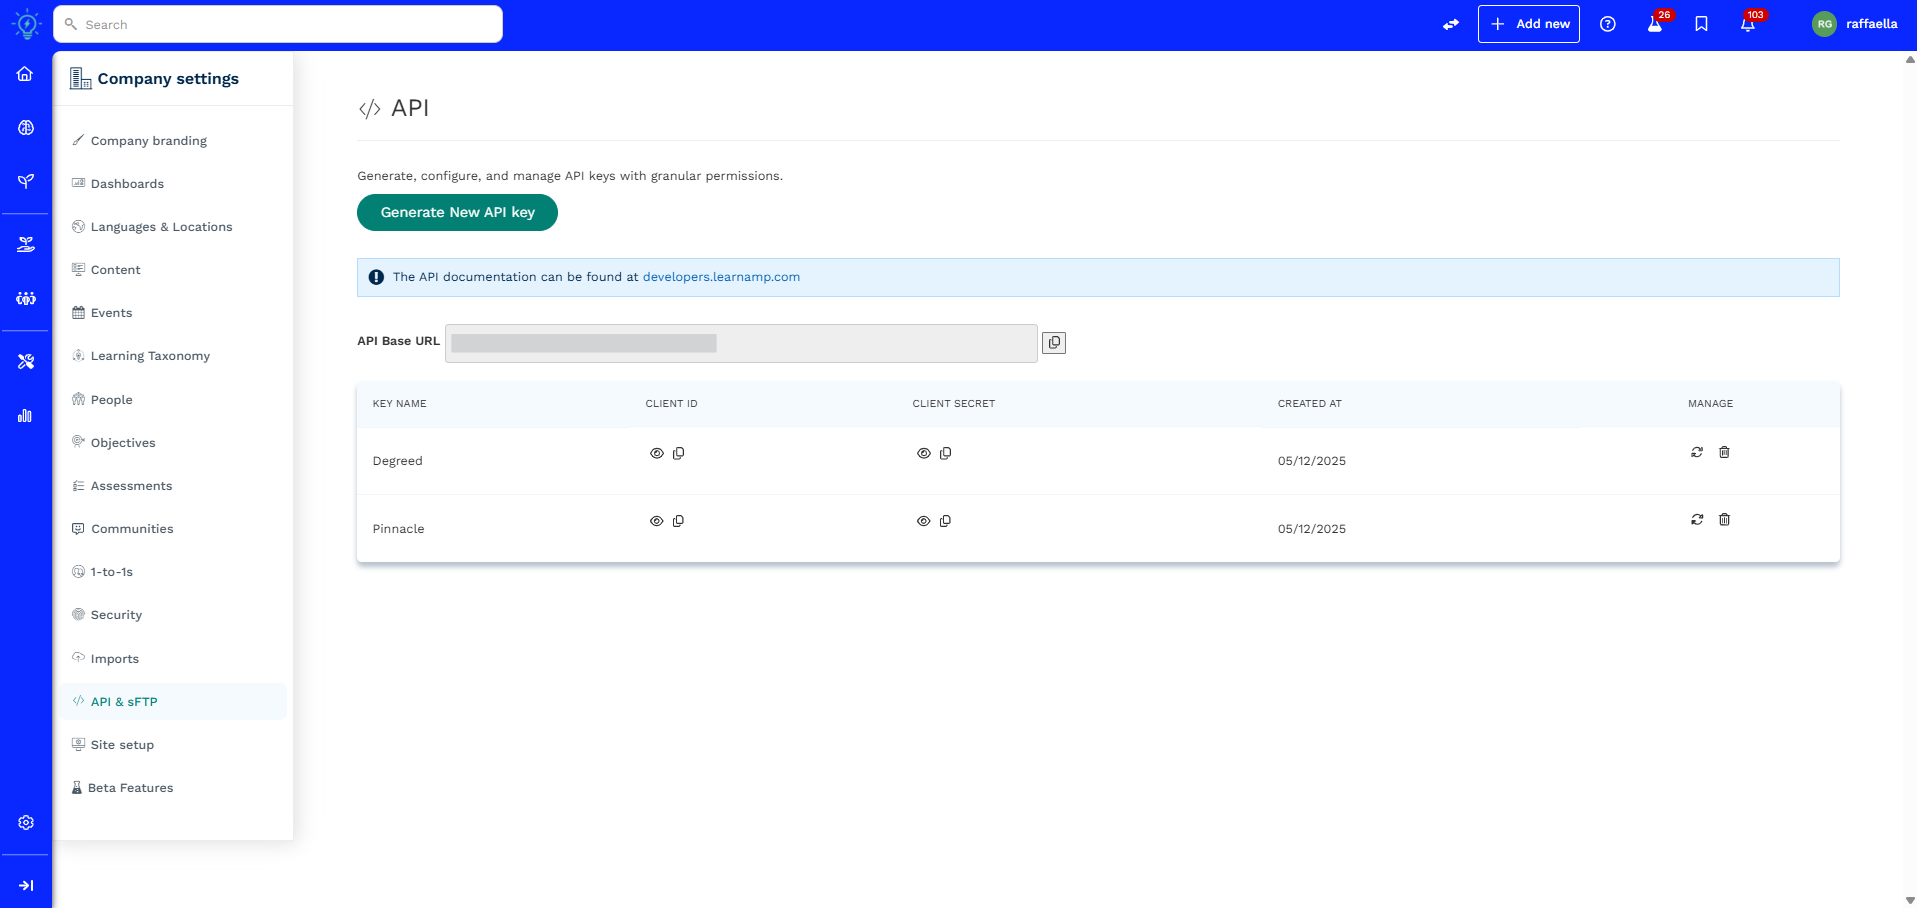 Search
Add new
26
103
RG
raffaella
Company settings
Company branding
Dashboards
Languages & Locations
Content
Events
Learning Taxonomy
People
Objectives
Assessments
Communities
1-to-1s
Security
Imports
API & sFTP
Site setup
Beta Features
</> API
Generate, configure, and manage API keys with granular permissions.
Generate New API key
The API documentation can be found at developers.learnamp.com
API Base URL
KEY NAME CLIENT ID CLIENT SECRET CREATED AT MANAGE
Degreed 05/12/2025
Pinnacle 05/12/2025